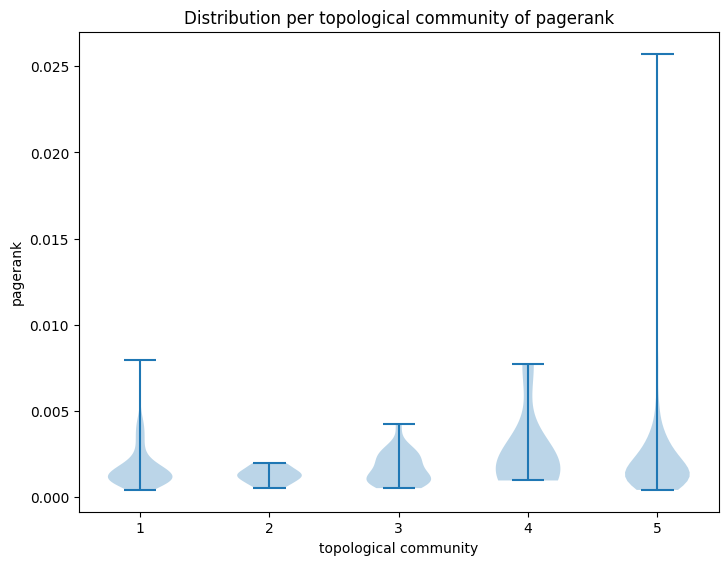 Distribution per topological community of pagerank
pagerank
0.025
0.020
0.015
0.010
0.005
0.000
1 2 3 4 5
topological community